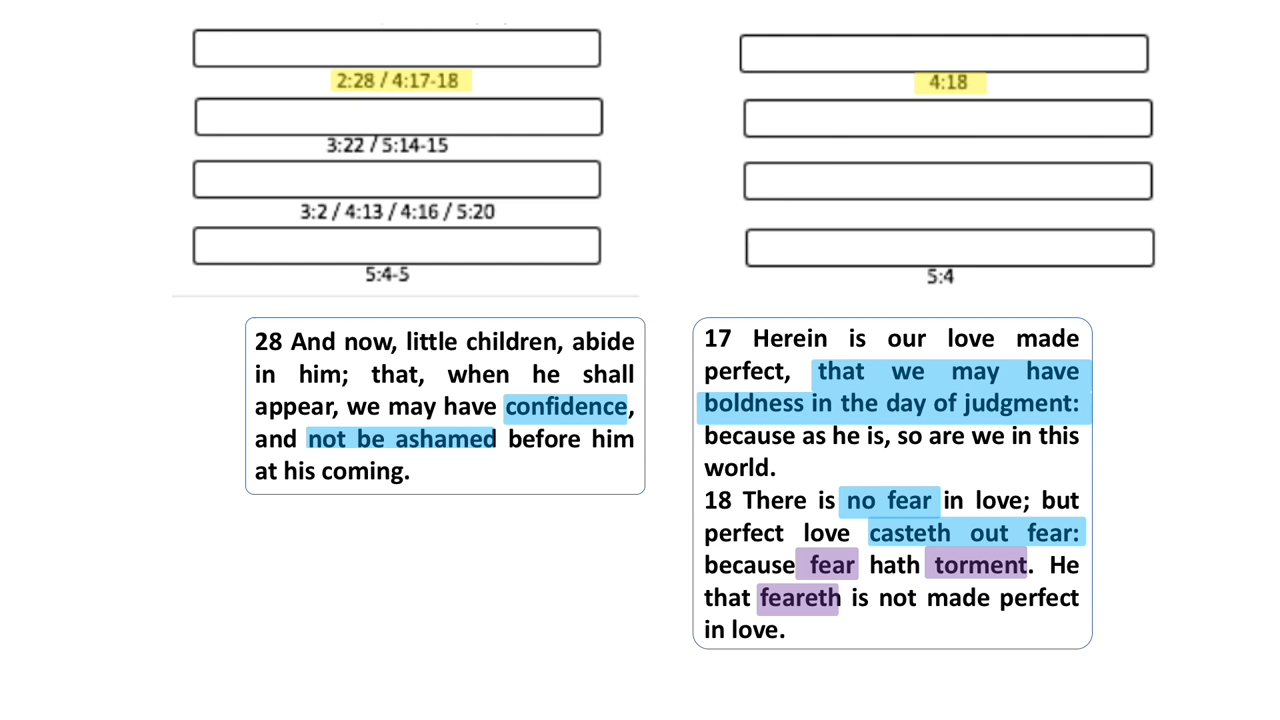 2:28 / 4:17-18
3:22 / 5:14-15
3:2 / 4:13 / 4:16 / 5:20
5:4-5
4:18
5:4
28 And now, little children, abide
in him; that, when he shall
appear, we may have confidence,
and not be ashamed before him
at his coming.
17 Herein is our love made
perfect, that we may have
boldness in the day of judgment:
because as he is, so are we in this
world.
18 There is no fear in love; but
perfect love casteth out fear:
because fear hath torment. He
that feareth is not made perfect
in love.